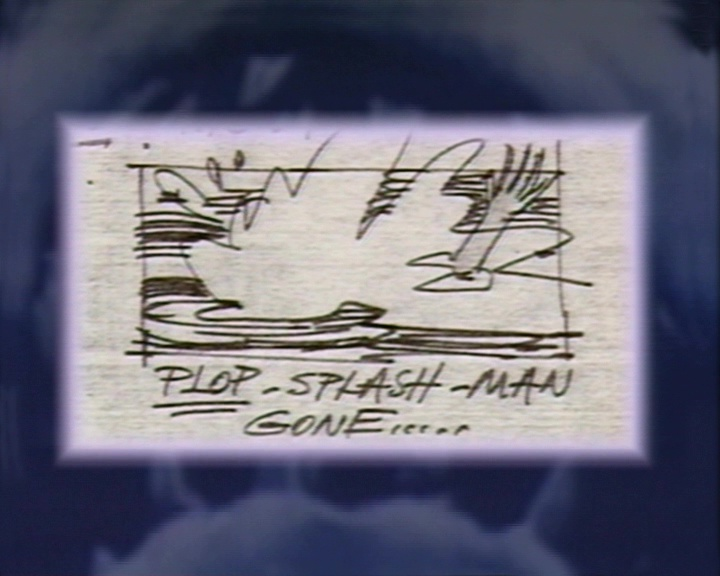 PLOP - SPLASH - MAN
GONE......